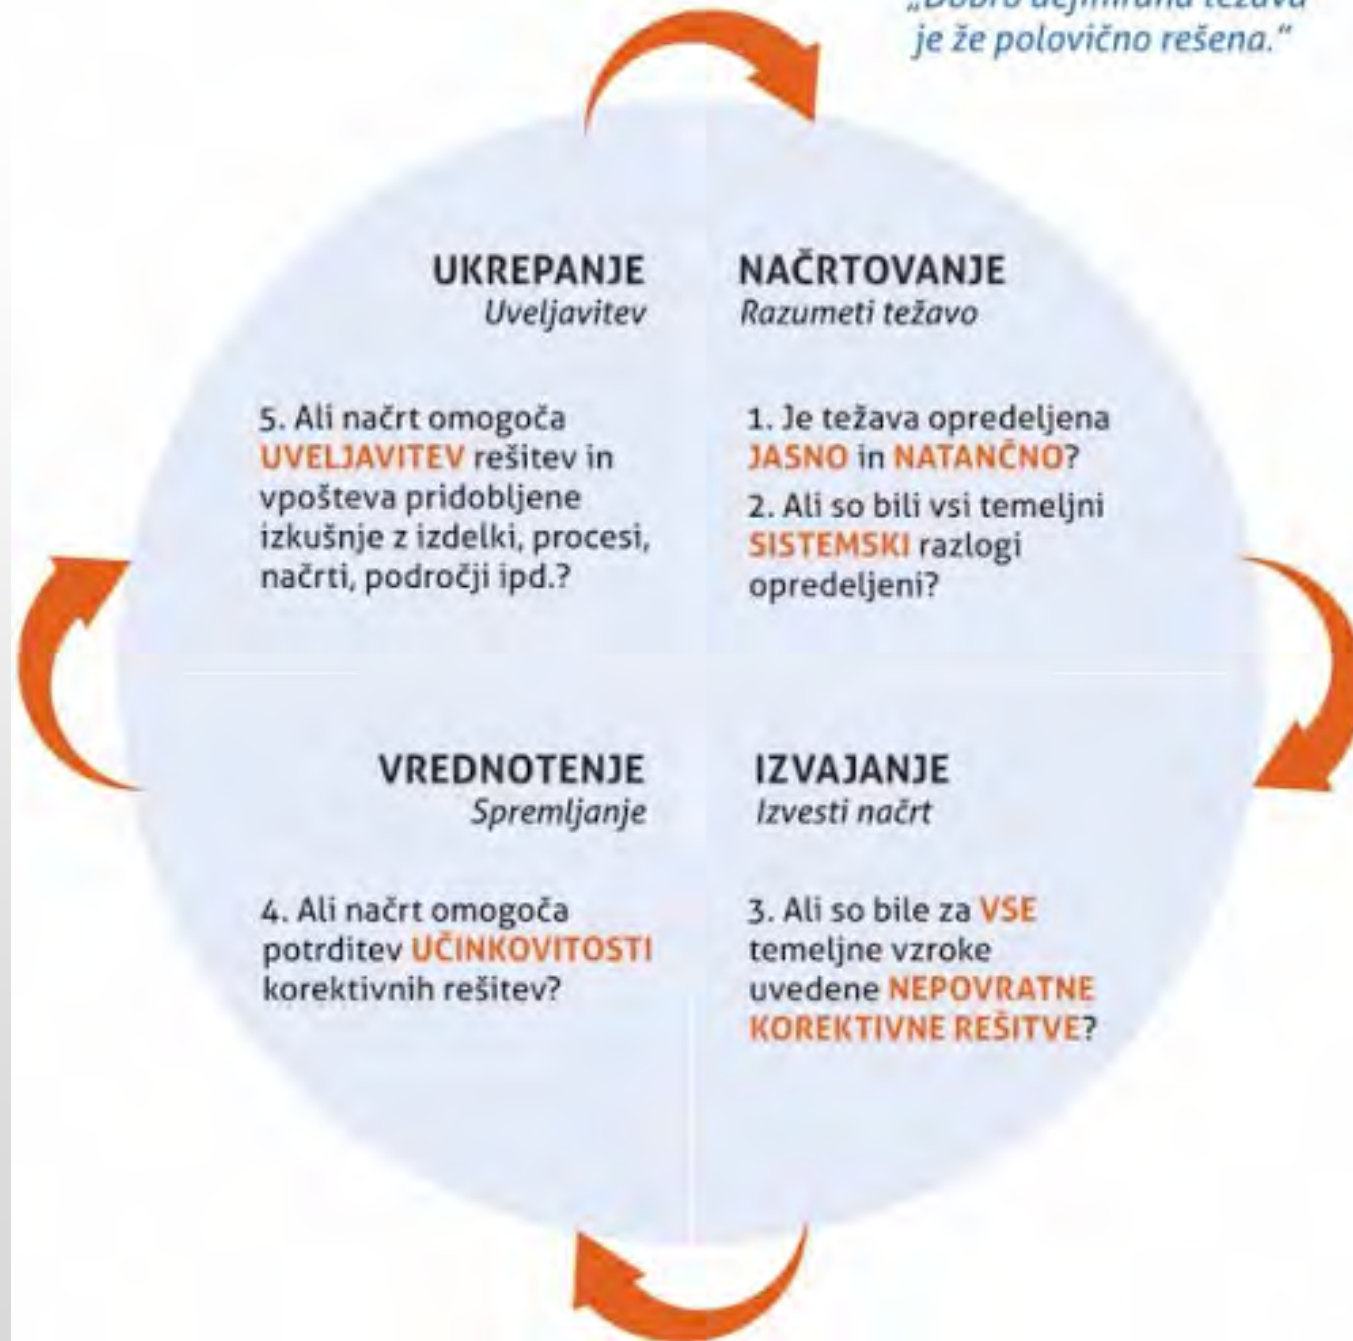 „Dobro definirana težava
je že polovično rešena."
UKREPANJE
Uveljavitev
5. Ali načrt omogoča
UVELJAVITEV rešitev in
vpošteva pridobljene
izkušnje z izdelki, procesi,
načrti, področji ipd.?
NAČRTOVANJE
Razumeti težavo
1. Je težava opredeljena
JASNO in NATANČNO?
2. Ali so bili vsi temeljni
SISTEMSKI razlogi
opredeljeni?
VREDNOTENJE
Spremljanje
4. Ali načrt omogoča
potrditev UČINKOVITOSTI
korektivnih rešitev?
IZVAJANJE
Izvesti načrt
3. Ali so bile za VSE
temeljne vzroke
uvedene NEPOVRATNE
KOREKTIVNE REŠITVE?